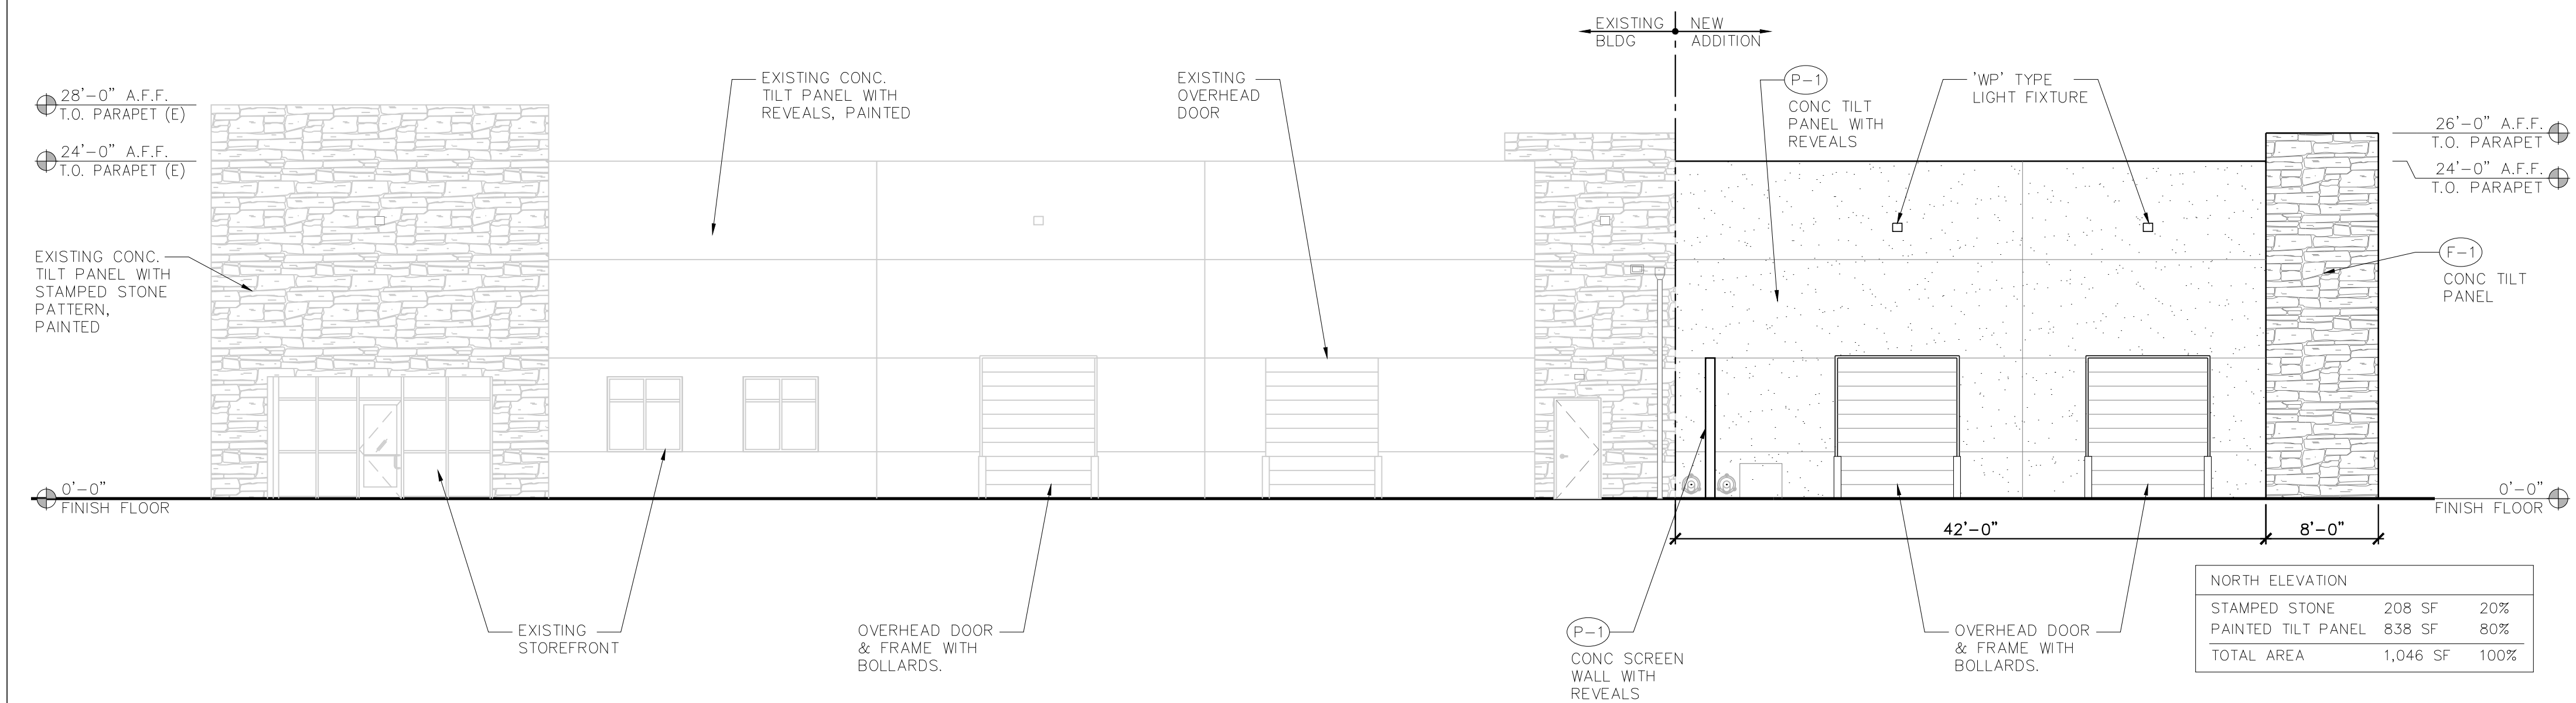 EXISTING
BLDG
NEW
ADDITION
28'-0" A.F.F.
T.O. PARAPET (E)
24'-0" A.F.F.
T.O. PARAPET (E)
EXISTING CONC.
TILT PANEL WITH
REVEALS, PAINTED
EXISTING
OVERHEAD
DOOR
P-1
CONC TILT
PANEL WITH
REVEALS
'WP' TYPE
LIGHT FIXTURE
26'-0" A.F.F.
T.O. PARAPET
24'-0" A.F.F.
T.O. PARAPET
EXISTING CONC.
TILT PANEL WITH
STAMPED STONE
PATTERN,
PAINTED
F-1
CONC TILT
PANEL
0'-0"
FINISH FLOOR
0'-0"
FINISH FLOOR
42'-0"
8'-0"
EXISTING
STOREFRONT
OVERHEAD DOOR
& FRAME WITH
BOLLARDS.
P-1
CONC SCREEN
WALL WITH
REVEALS
OVERHEAD DOOR
& FRAME WITH
BOLLARDS.
NORTH ELEVATION
STAMPED STONE 208 SF 20%
PAINTED TILT PANEL 838 SF 80%
TOTAL AREA 1,046 SF 100%